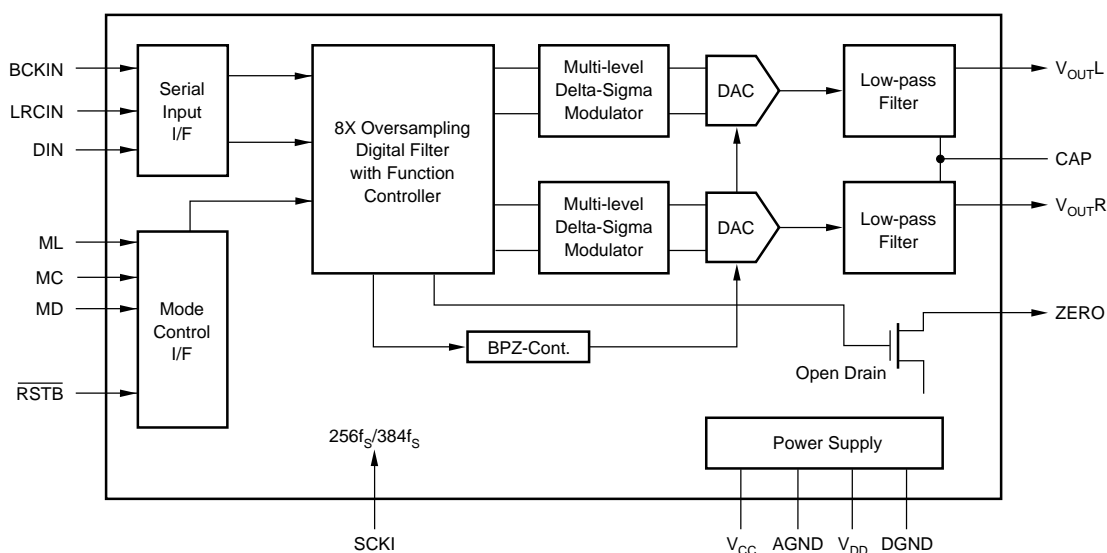 BCKIN
LRCIN
DIN
Serial
Input
I/F
ML
MC
MD
RSTB
Mode
Control
I/F
8X Oversampling
Digital Filter
with Function
Controller
Multi-level
Delta-Sigma
Modulator
DAC
Low-pass
Filter
VOUTL
CAP
Multi-level
Delta-Sigma
Modulator
DAC
Low-pass
Filter
VOUTR
BPZ-Cont.
Open Drain
ZERO
256fS/384fS
SCKI
Power Supply
VCC
AGND
VDD
DGND